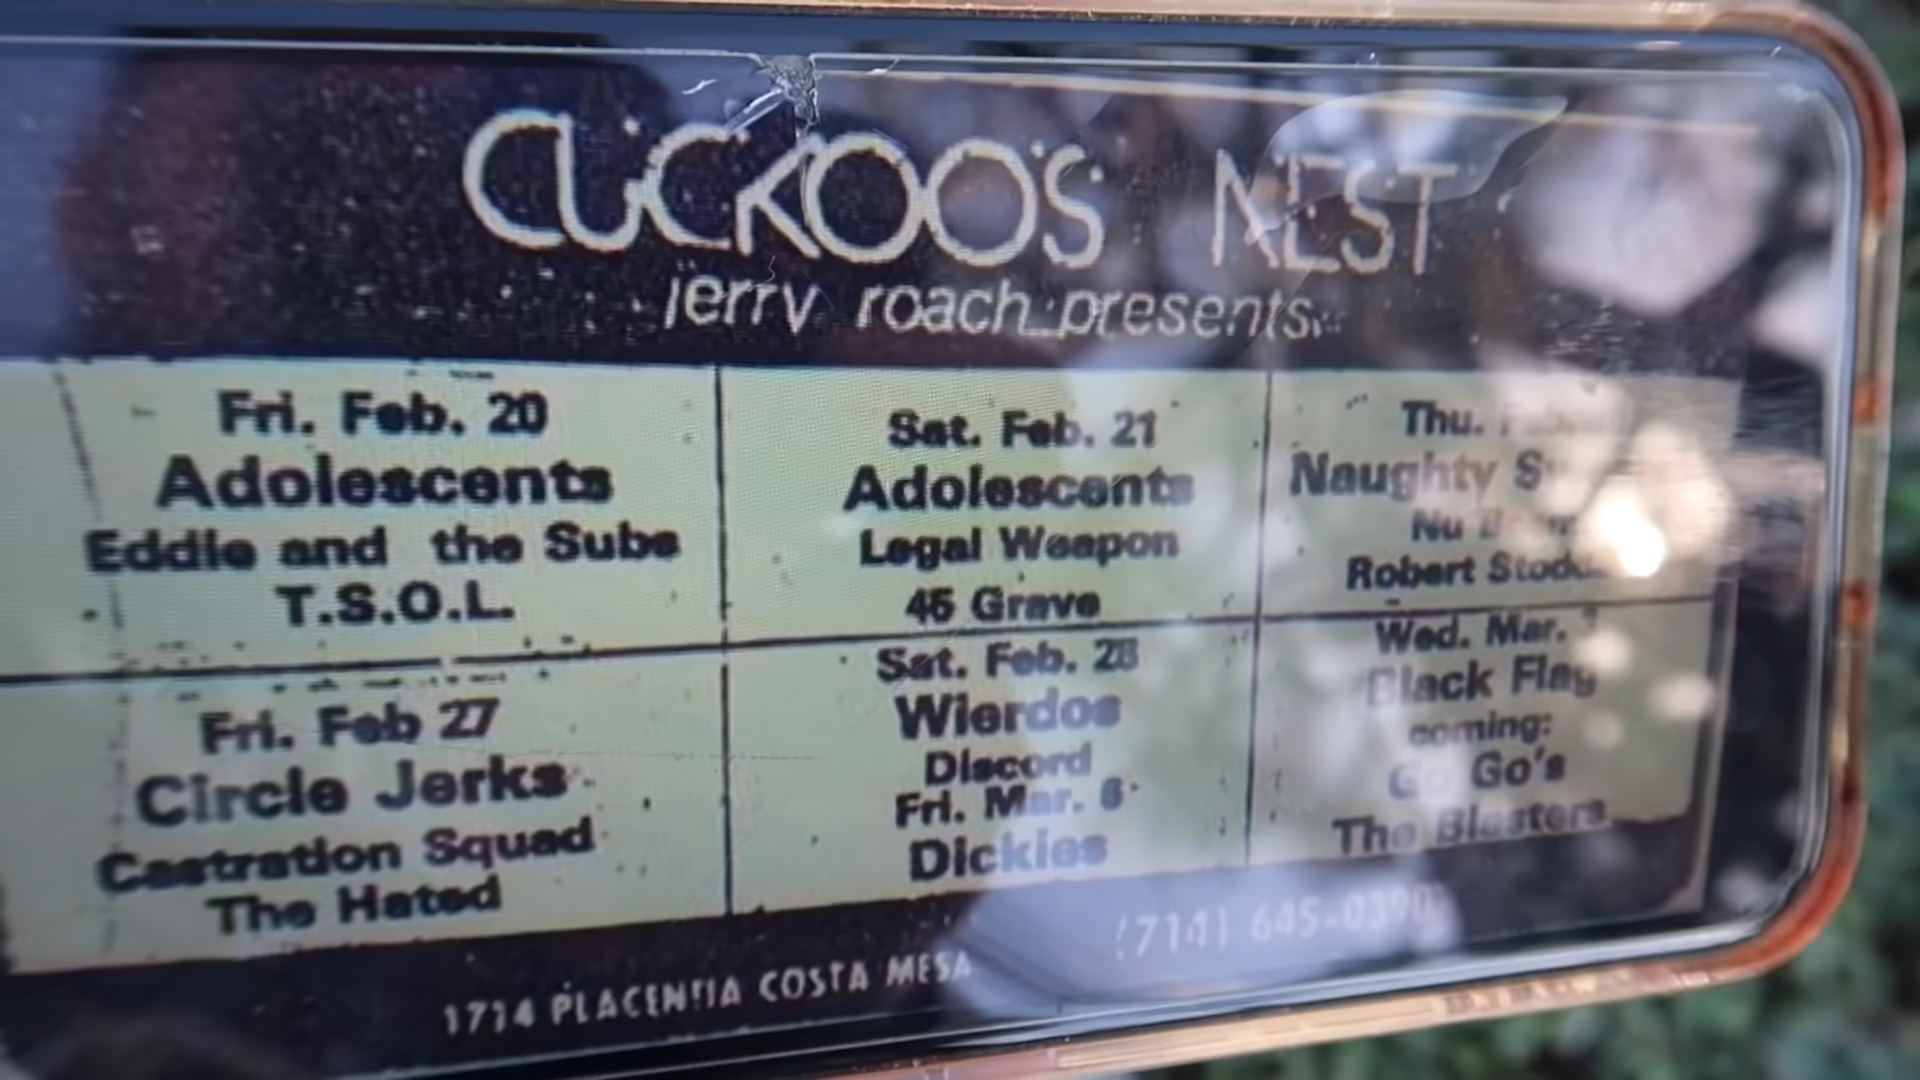 CUCKOO'S NEST
jerry roach presents
Fri. Feb. 20
Adolescents
Eddie and the Subs
T.S.O.L.
Sat. Feb. 21
Adolescents
Legal Weapon
45 Grave
Thu.
Naughty
Nu
Robert
Fri. Feb 27
Circle Jerks
Castration Squad
The Hated
Sat. Feb. 28
Wierdos
Discord
Fri. Mar. 6
Dickies
Wed. Mar.
Black Flag
coming:
Go Go's
The Blasters
1714 PLACENTIA COSTA MESA
(714)